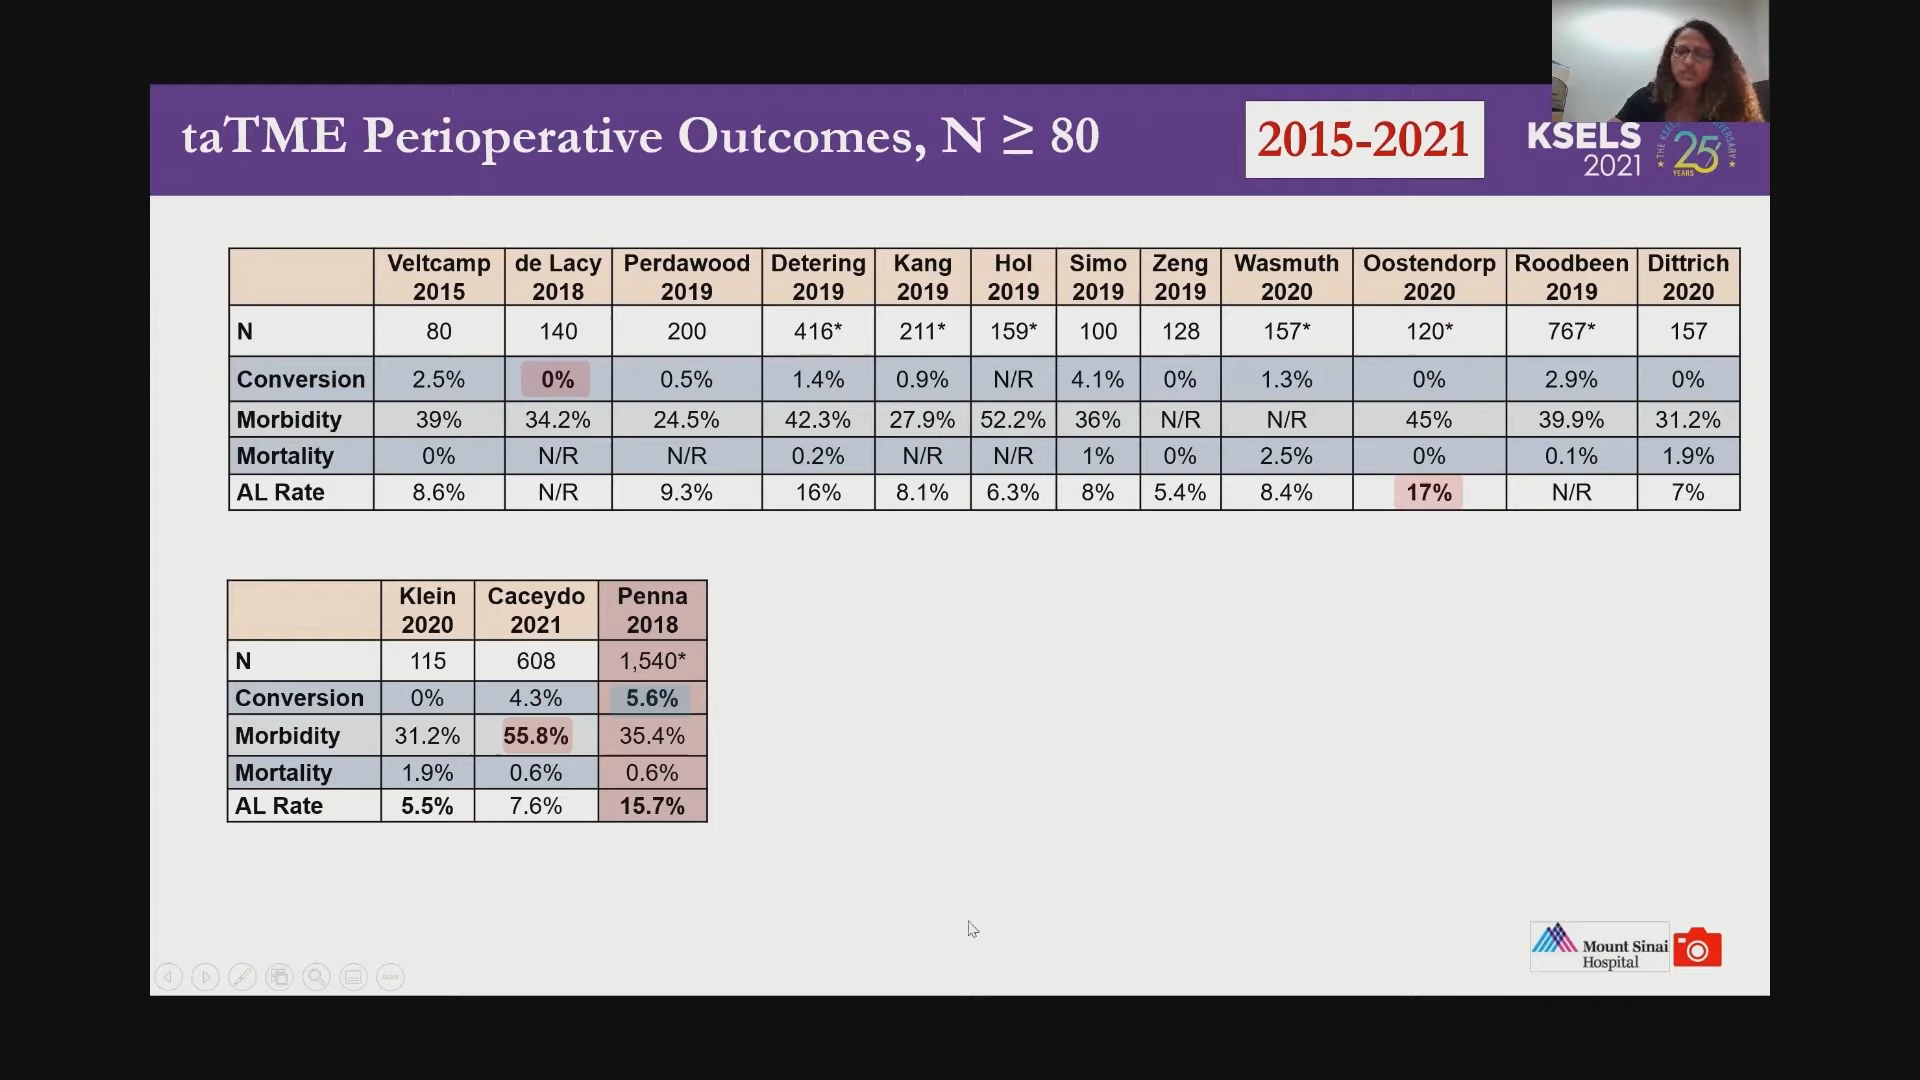 taTME Perioperative Outcomes, N ≥ 80
2015-2021
KSELS
2021
25
YEARS
Veltcamp 2015 de Lacy 2018 Perdawood 2019 Detering 2019 Kang 2019 Hol 2019 Simo 2019 Zeng 2019 Wasmuth 2020 Oostendorp 2020 Roodbeen 2019 Dittrich 2020
N 80 140 200 416* 211* 159* 100 128 157* 120* 767* 157
Conversion 2.5% 0% 0.5% 1.4% 0.9% N/R 4.1% 0% 1.3% 0% 2.9% 0%
Morbidity 39% 34.2% 24.5% 42.3% 27.9% 52.2% 36% N/R N/R 45% 39.9% 31.2%
Mortality 0% N/R N/R 0.2% N/R N/R 1% 0% 2.5% 0% 0.1% 1.9%
AL Rate 8.6% N/R 9.3% 16% 8.1% 6.3% 8% 5.4% 8.4% 17% N/R 7%
Klein 2020 Caceydo 2021 Penna 2018
N 115 608 1,540*
Conversion 0% 4.3% 5.6%
Morbidity 31.2% 55.8% 35.4%
Mortality 1.9% 0.6% 0.6%
AL Rate 5.5% 7.6% 15.7%
Mount Sinai
Hospital